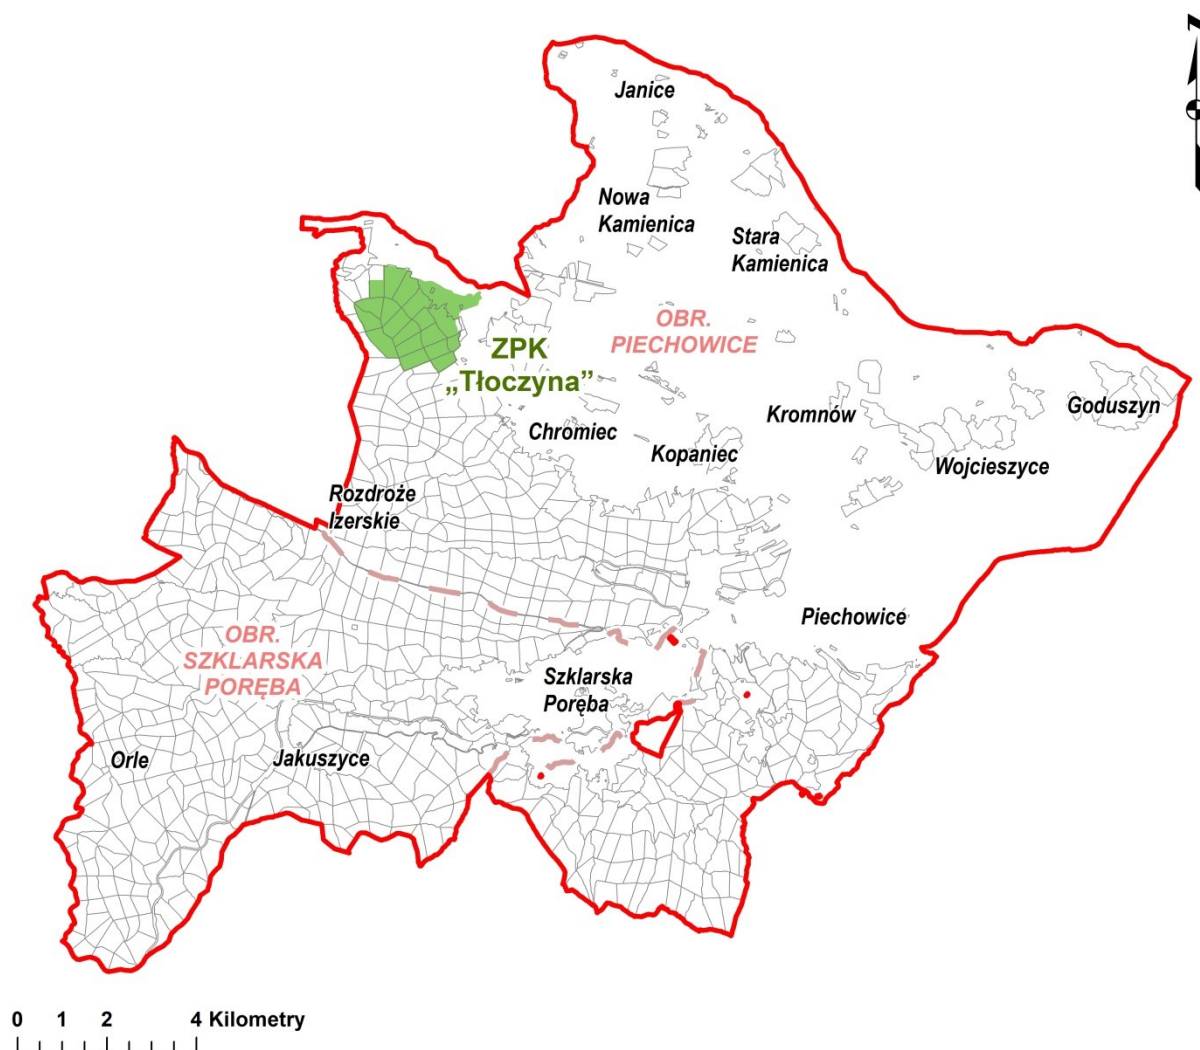 N
Janice
Nowa
Kamienica
Stara
Kamienica
OBR.
PIECHOWICE
ZPK
„Tłoczyna”
Kromnów
Goduszyn
Chromiec
Kopaniec
Wojcieszyce
Rozdroże
Izerskie
Piechowice
OBR.
SZKLARSKA
PORĘBA
Szklarska
Poręba
Orle
Jakuszyce
0 1 2 4 Kilometry